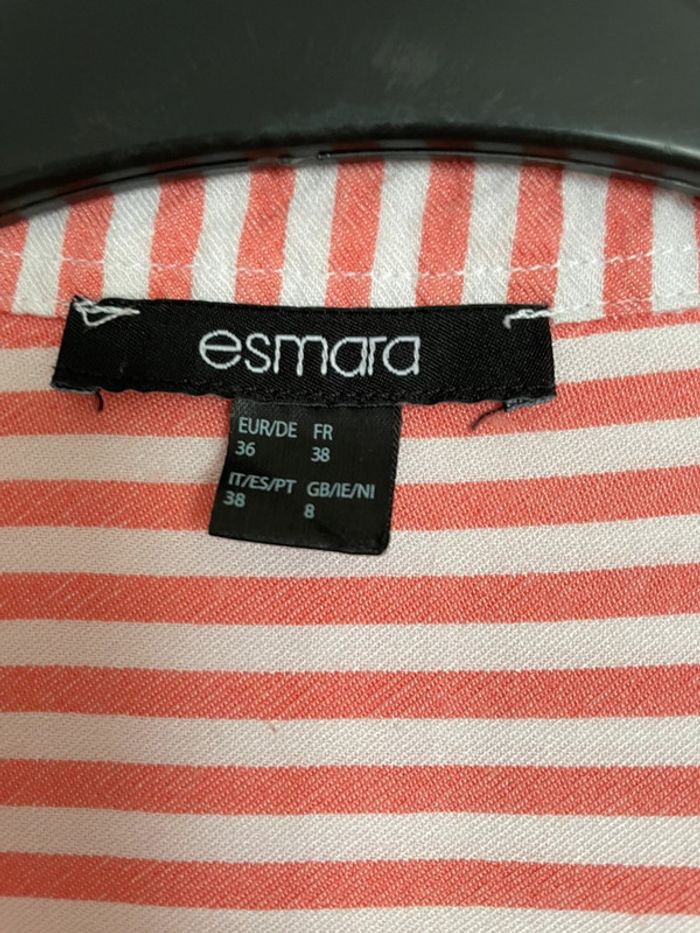 esmara
EUR/DE FR
36 38
IT/ES/PT GB/IE/NI
38 8